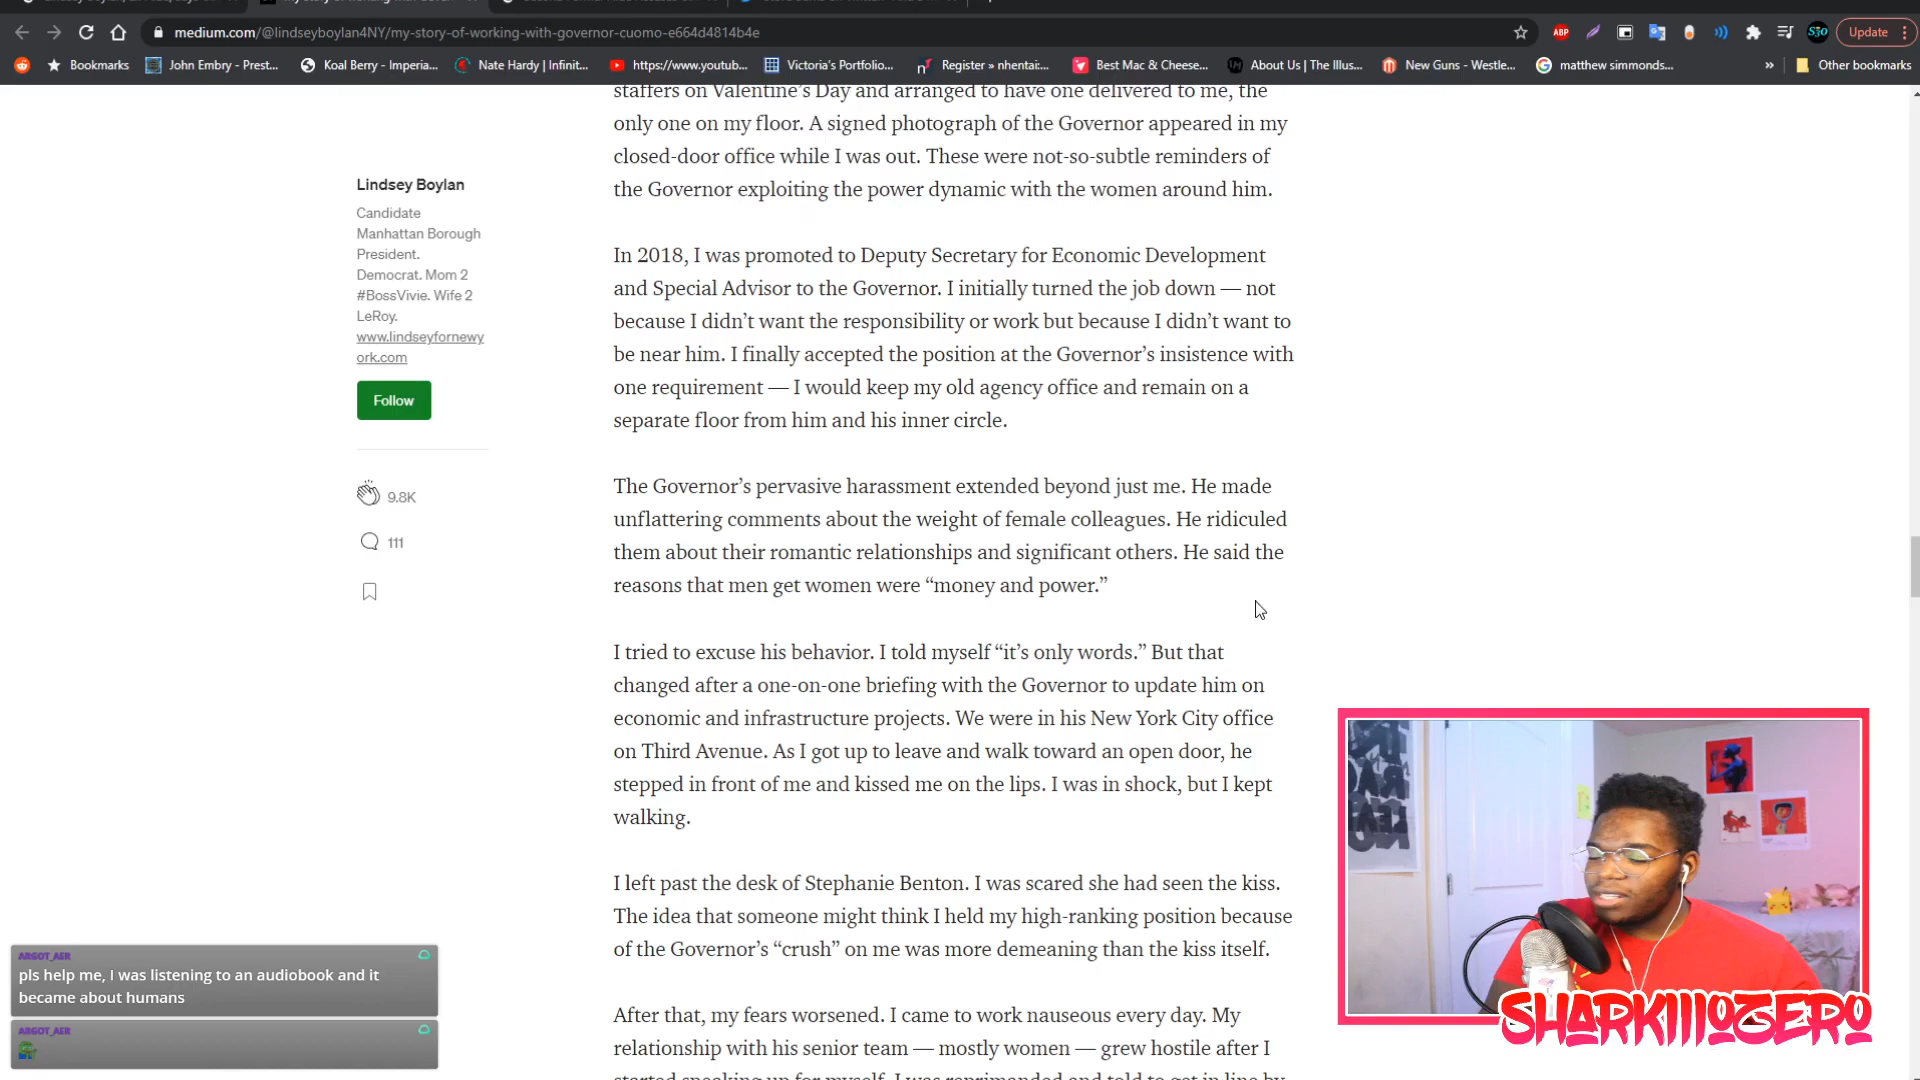 medium.com/@lindseyboylan4NY/my-story-of-working-with-governor-cuomo-e664d4814b4e
ABP
S30
Update
Bookmarks
John Embry - Prest...
Koal Berry - Imperia...
Nate Hardy | Infinit...
https://www.youtub...
Victoria's Portfolio...
Register » nhentai:...
Best Mac & Cheese...
About Us | The Illus...
New Guns - Westle...
matthew simmonds...
»
Other bookmarks
staffers on Valentine’s Day and arranged to have one delivered to me, the
only one on my floor. A signed photograph of the Governor appeared in my
closed-door office while I was out. These were not-so-subtle reminders of
the Governor exploiting the power dynamic with the women around him.
Lindsey Boylan
Candidate
Manhattan Borough
President.
Democrat. Mom 2
#BossVivie. Wife 2
LeRoy.
www.lindseyfornewy
ork.com
Follow
9.8K
111
In 2018, I was promoted to Deputy Secretary for Economic Development
and Special Advisor to the Governor. I initially turned the job down — not
because I didn’t want the responsibility or work but because I didn’t want to
be near him. I finally accepted the position at the Governor’s insistence with
one requirement — I would keep my old agency office and remain on a
separate floor from him and his inner circle.
The Governor’s pervasive harassment extended beyond just me. He made
unflattering comments about the weight of female colleagues. He ridiculed
them about their romantic relationships and significant others. He said the
reasons that men get women were “money and power.”
I tried to excuse his behavior. I told myself “it’s only words.” But that
changed after a one-on-one briefing with the Governor to update him on
economic and infrastructure projects. We were in his New York City office
on Third Avenue. As I got up to leave and walk toward an open door, he
stepped in front of me and kissed me on the lips. I was in shock, but I kept
walking.
I left past the desk of Stephanie Benton. I was scared she had seen the kiss.
The idea that someone might think I held my high-ranking position because
of the Governor’s “crush” on me was more demeaning than the kiss itself.
After that, my fears worsened. I came to work nauseous every day. My
relationship with his senior team — mostly women — grew hostile after I
started speaking up for myself. I was reprimanded and told to get in line by
ARGOT_AER
pls help me, I was listening to an audiobook and it
became about humans
ARGOT_AER
SHARK111OZERO